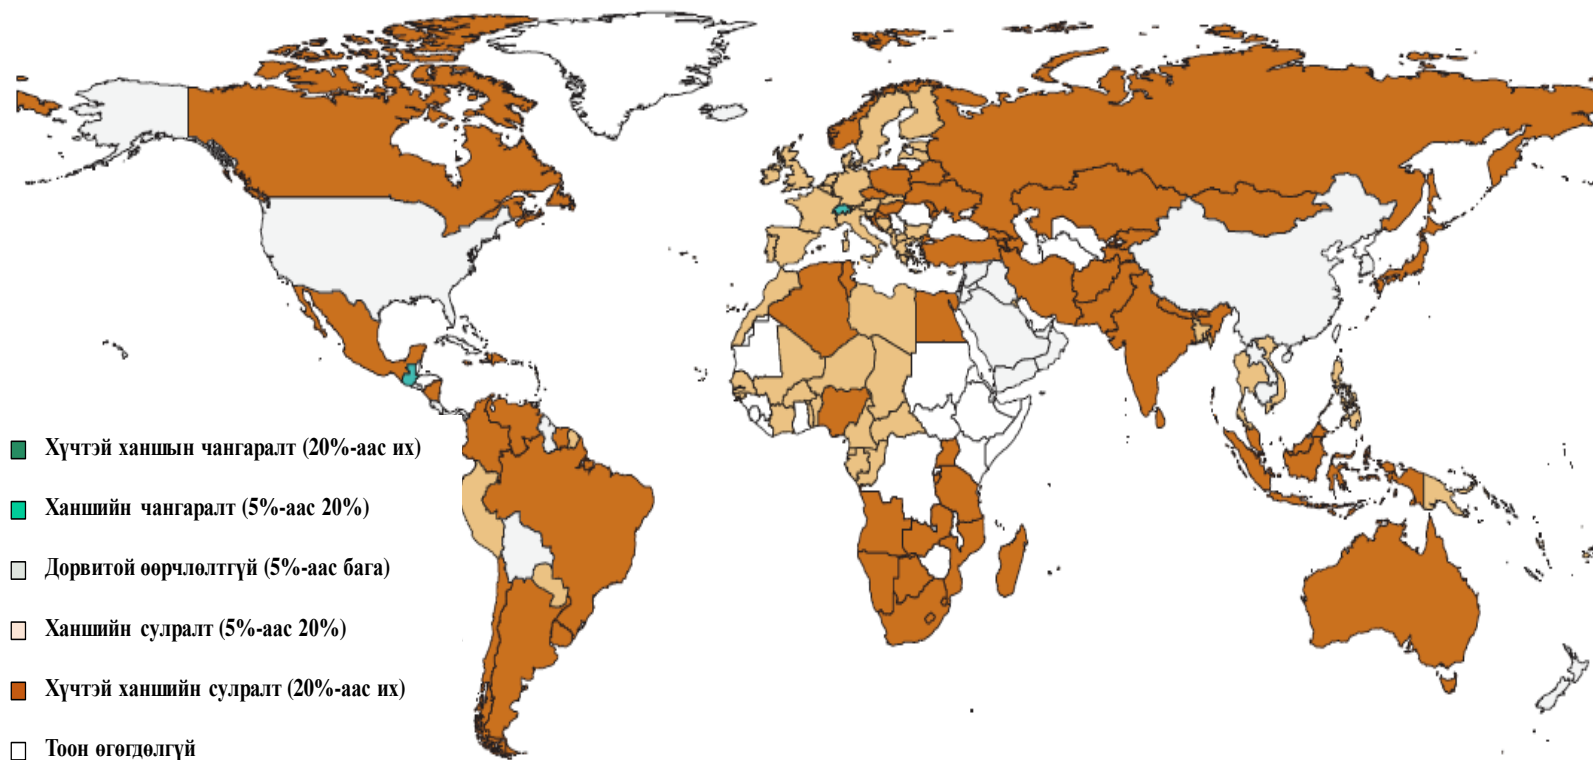 Хүчтэй ханшын чангаралт (20%-аас их)
Ханшийн чангаралт (5%-аас 20%)
Дорвитой өөрчлөлтгүй (5%-аас бага)
Ханшийн сулралт (5%-аас 20%)
Хүчтэй ханшийн сулралт (20%-аас их)
Тоон өгөгдөлгүй